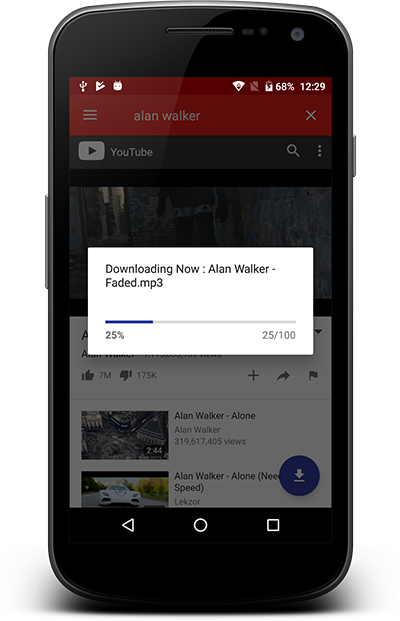 68% 12:29
alan walker
YouTube
Downloading Now : Alan Walker -
Faded.mp3
25% 25/100
Alan Walker
7M 175K
Alan Walker - Alone
Alan Walker
319,617,405 views
2:44
Alan Walker - Alone (Nee
Speed)
Lekzor